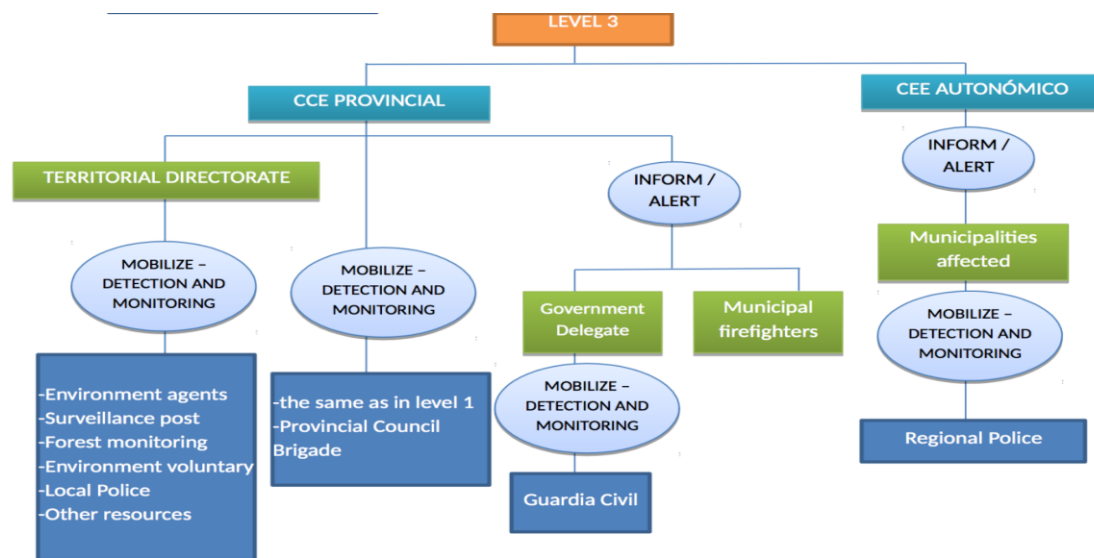 LEVEL 3
CCE PROVINCIAL
CEE AUTONÓMICO
TERRITORIAL DIRECTORATE
INFORM /
ALERT
INFORM /
ALERT
MOBILIZE –
DETECTION AND
MONITORING
MOBILIZE –
DETECTION AND
MONITORING
Municipalities
affected
Government
Delegate
Municipal
firefighters
MOBILIZE –
DETECTION AND
MONITORING
MOBILIZE –
DETECTION AND
MONITORING
-Environment agents
-Surveillance post
-Forest monitoring
-Environment voluntary
-Local Police
-Other resources
-the same as in level 1
-Provincial Council
Brigade
Guardia Civil
Regional Police